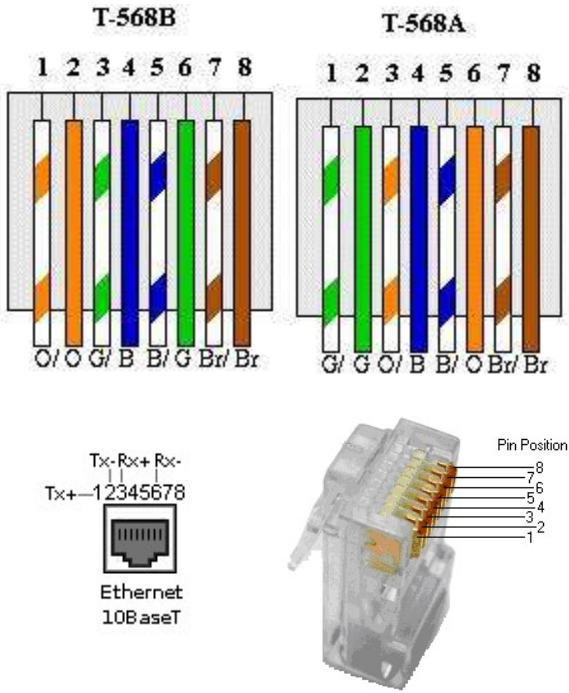 T-568B
1 2 3 4 5 6 7 8
O/ O G/ B B/ G Br/ Br
T-568A
1 2 3 4 5 6 7 8
G/ G O/ B B/ O Br/ Br
Tx- Rx+ Rx-
Tx+ 12345678
Ethernet
10BaseT
Pin Position
8
7
6
5
4
3
2
1